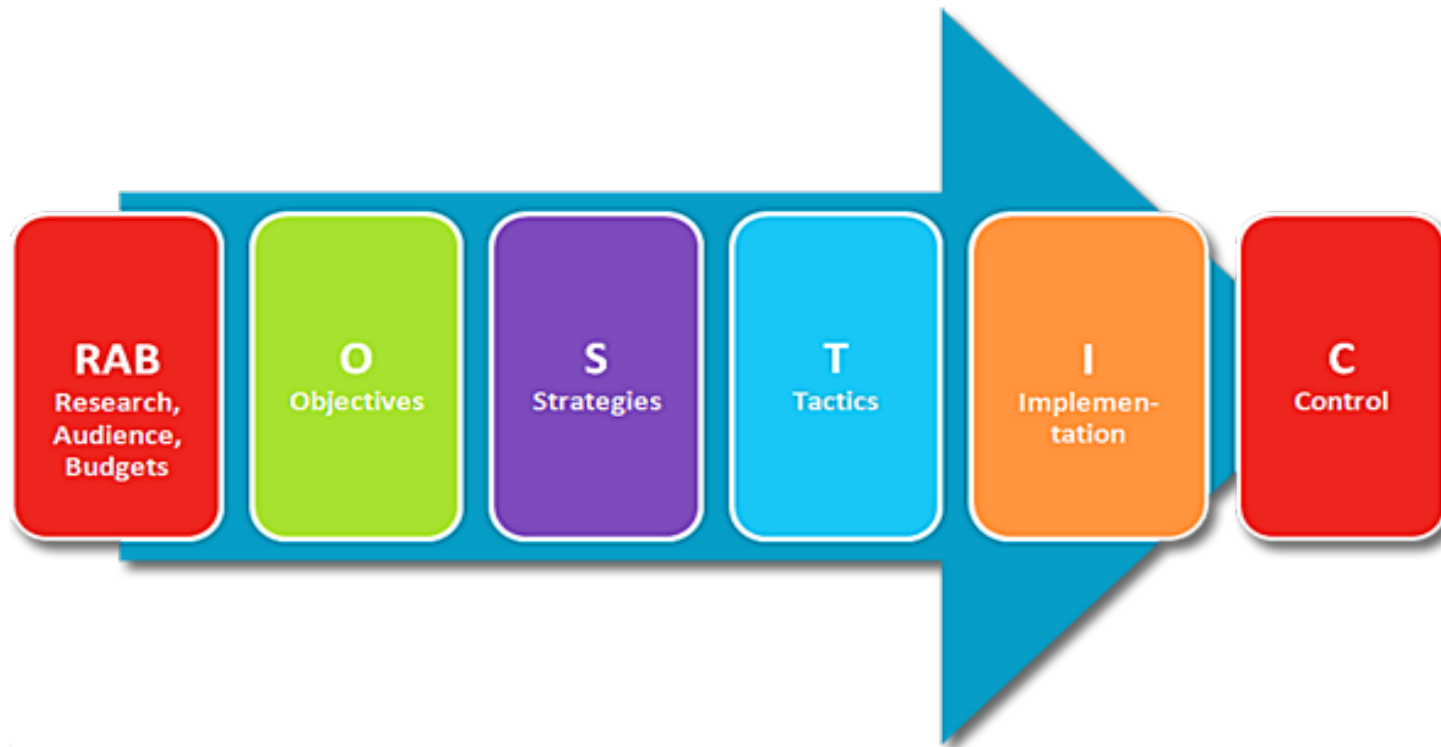 RAB
Research,
Audience,
Budgets
O
Objectives
S
Strategies
T
Tactics
I
Implemen-
tation
C
Control